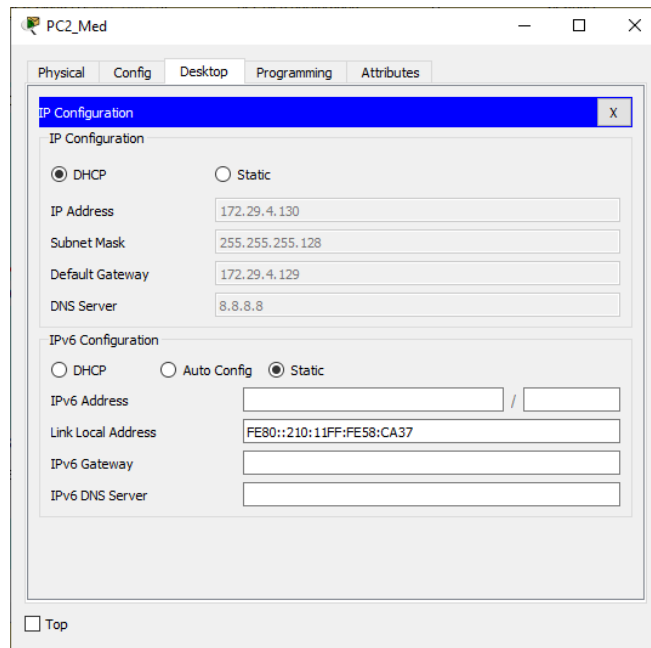 PC2_Med
Physical Config Desktop Programming Attributes
IP Configuration X
IP Configuration
DHCP Static
IP Address 172.29.4.130
Subnet Mask 255.255.255.128
Default Gateway 172.29.4.129
DNS Server 8.8.8.8
IPv6 Configuration
DHCP Auto Config Static
IPv6 Address /
Link Local Address FE80::210:11FF:FE58:CA37
IPv6 Gateway
IPv6 DNS Server
Top